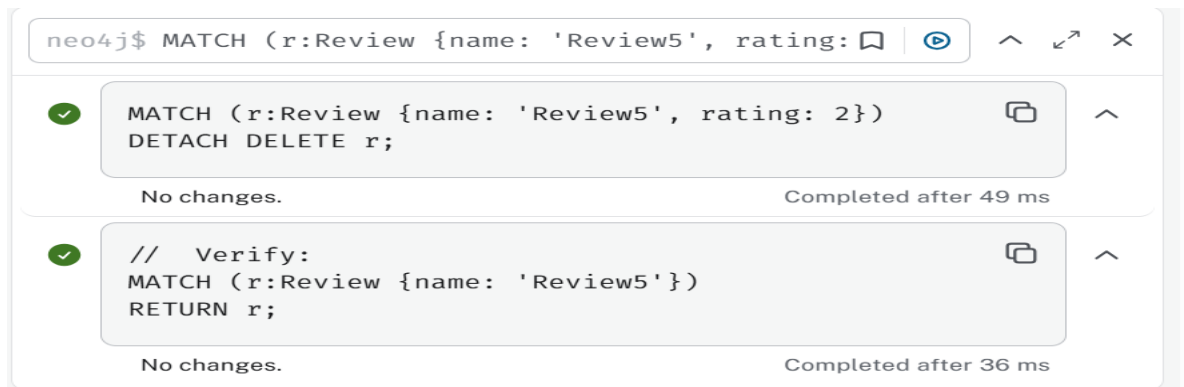 neo4j$ MATCH (r:Review {name: 'Review5', rating:
MATCH (r:Review {name: 'Review5', rating: 2})
DETACH DELETE r;
No changes. Completed after 49 ms
// Verify:
MATCH (r:Review {name: 'Review5'})
RETURN r;
No changes. Completed after 36 ms